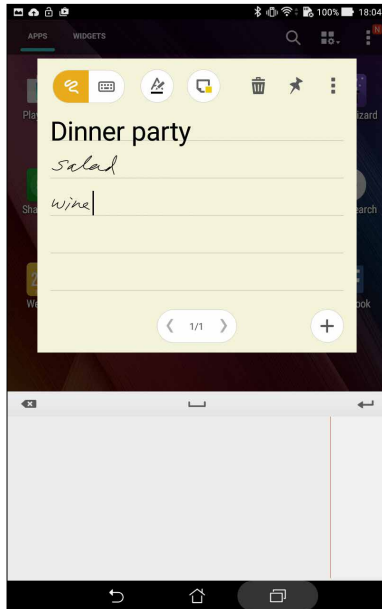 100% 18:04
APPS WIDGETS
N
Dinner party
salad
wine
1/1